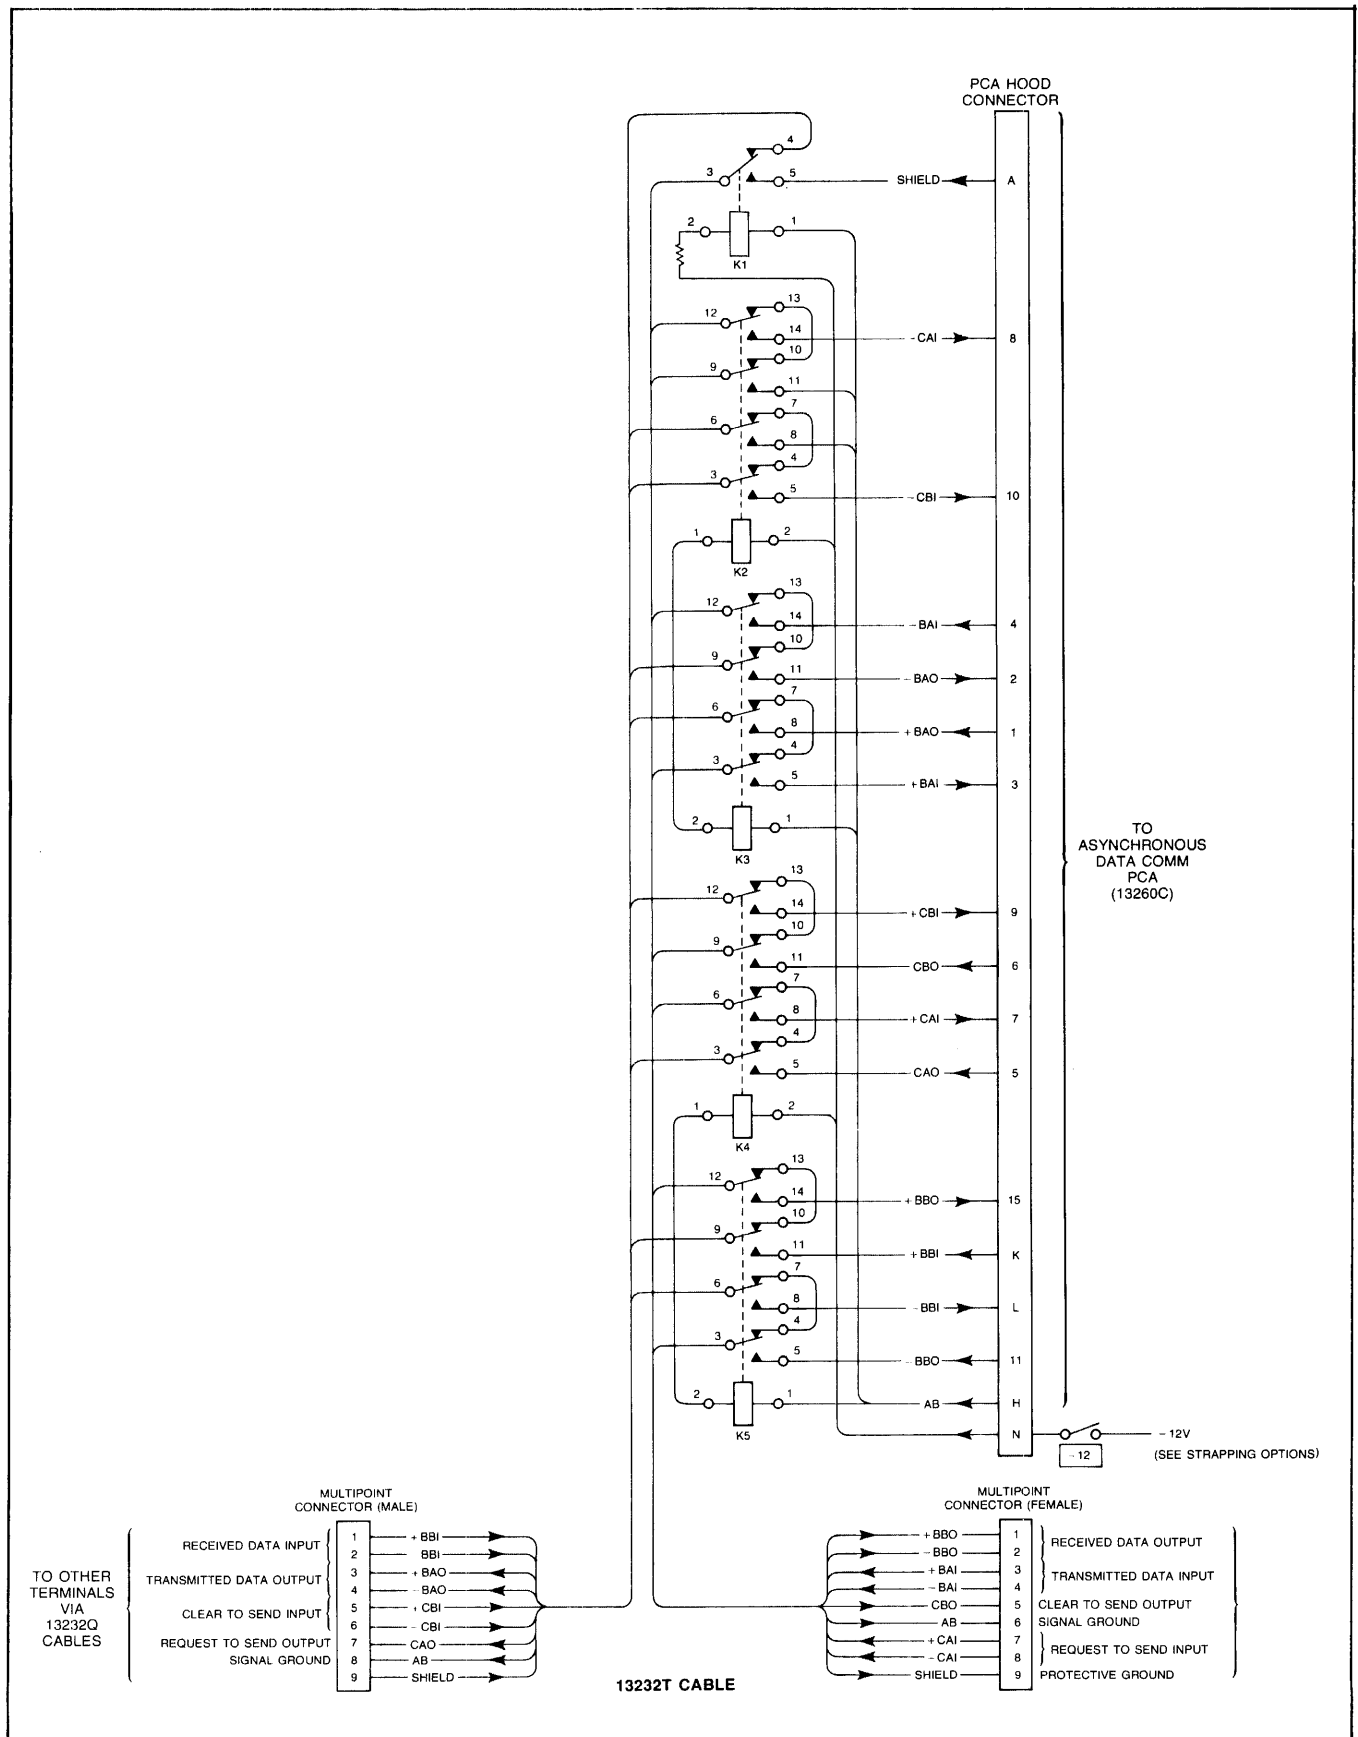 PCA HOOD
CONNECTOR
4
3
5
SHIELD
A
2
1
K1
13
12
14
- CAI
8
10
9
11
7
6
8
4
3
5
- CBI
10
1
2
K2
13
12
14
- BAI
4
10
9
11
- BAO
2
7
6
8
+ BAO
1
4
3
5
+ BAI
3
2
1
K3
TO
ASYNCHRONOUS
DATA COMM
PCA
(13260C)
13
12
14
+ CBI
9
10
9
11
CBO
6
7
6
8
+ CAI
7
4
3
5
CAO
5
1
2
K4
13
12
14
+ BBO
15
10
9
11
+ BBI
K
7
6
8
- BBI
L
4
3
5
- BBO
11
2
1
AB
H
K5
N
- 12V
- 12
(SEE STRAPPING OPTIONS)
MULTIPOINT
CONNECTOR (MALE)
TO OTHER
TERMINALS
VIA
13232Q
CABLES
RECEIVED DATA INPUT
TRANSMITTED DATA OUTPUT
CLEAR TO SEND INPUT
REQUEST TO SEND OUTPUT
SIGNAL GROUND
1 + BBI
2 BBI
3 + BAO
4 - BAO
5 + CBI
6 - CBI
7 CAO
8 AB
9 SHIELD
MULTIPOINT
CONNECTOR (FEMALE)
+ BBO 1
- BBO 2
+ BAI 3
- BAI 4
CBO 5
AB 6
+ CAI 7
- CAI 8
SHIELD 9
RECEIVED DATA OUTPUT
TRANSMITTED DATA INPUT
CLEAR TO SEND OUTPUT
SIGNAL GROUND
REQUEST TO SEND INPUT
PROTECTIVE GROUND
13232T CABLE